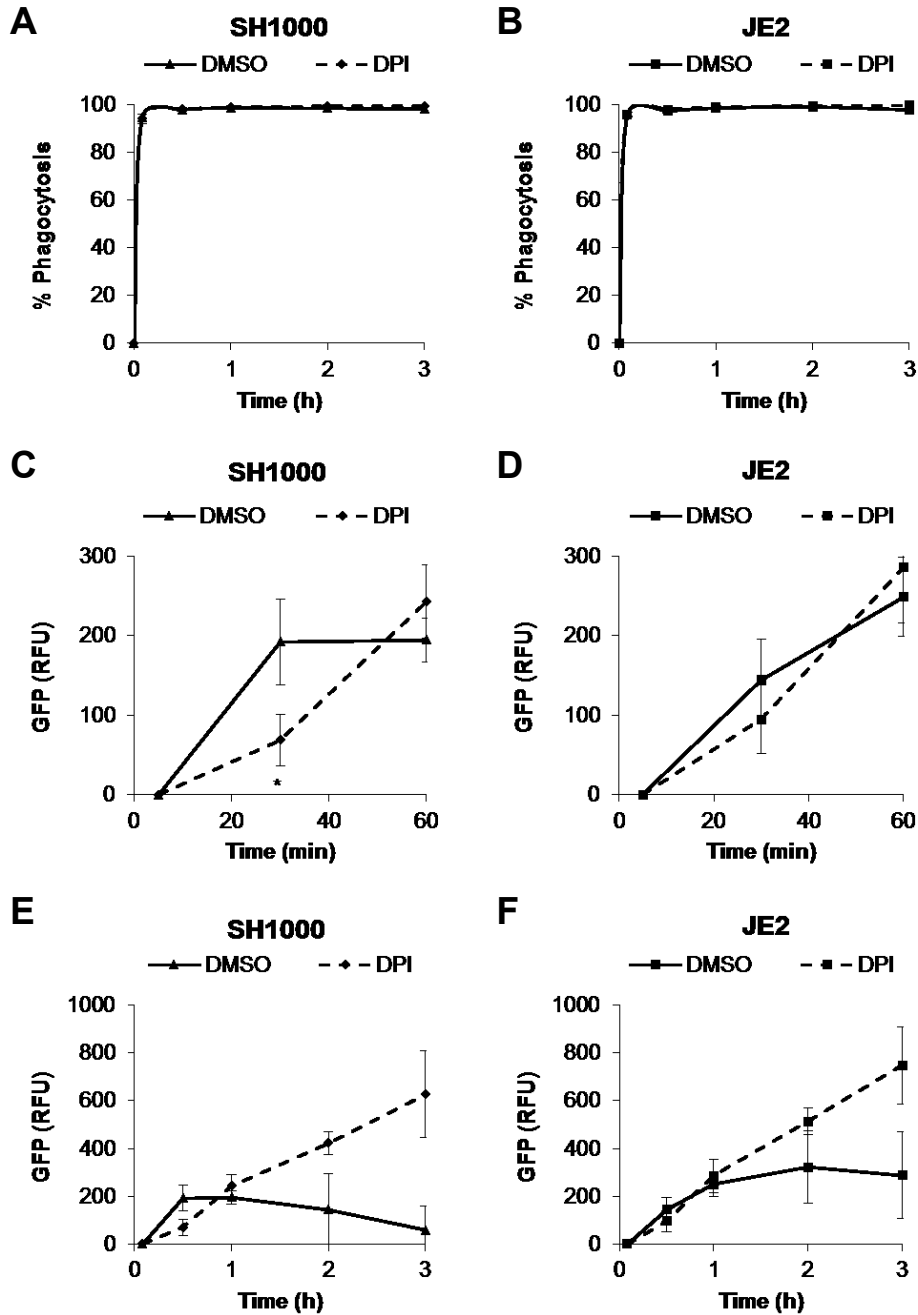 A
SH1000
DMSO DPI
% Phagocytosis
100
80
60
40
20
0
0 1 2 3
Time (h)
B
JE2
DMSO DPI
% Phagocytosis
100
80
60
40
20
0
0 1 2 3
Time (h)
C
SH1000
DMSO DPI
GFP (RFU)
300
200
100
0
*
0 20 40 60
Time (min)
D
JE2
DMSO DPI
GFP (RFU)
300
200
100
0
0 20 40 60
Time (min)
E
SH1000
DMSO DPI
GFP (RFU)
1000
800
600
400
200
0
0 1 2 3
Time (h)
F
JE2
DMSO DPI
GFP (RFU)
1000
800
600
400
200
0
0 1 2 3
Time (h)